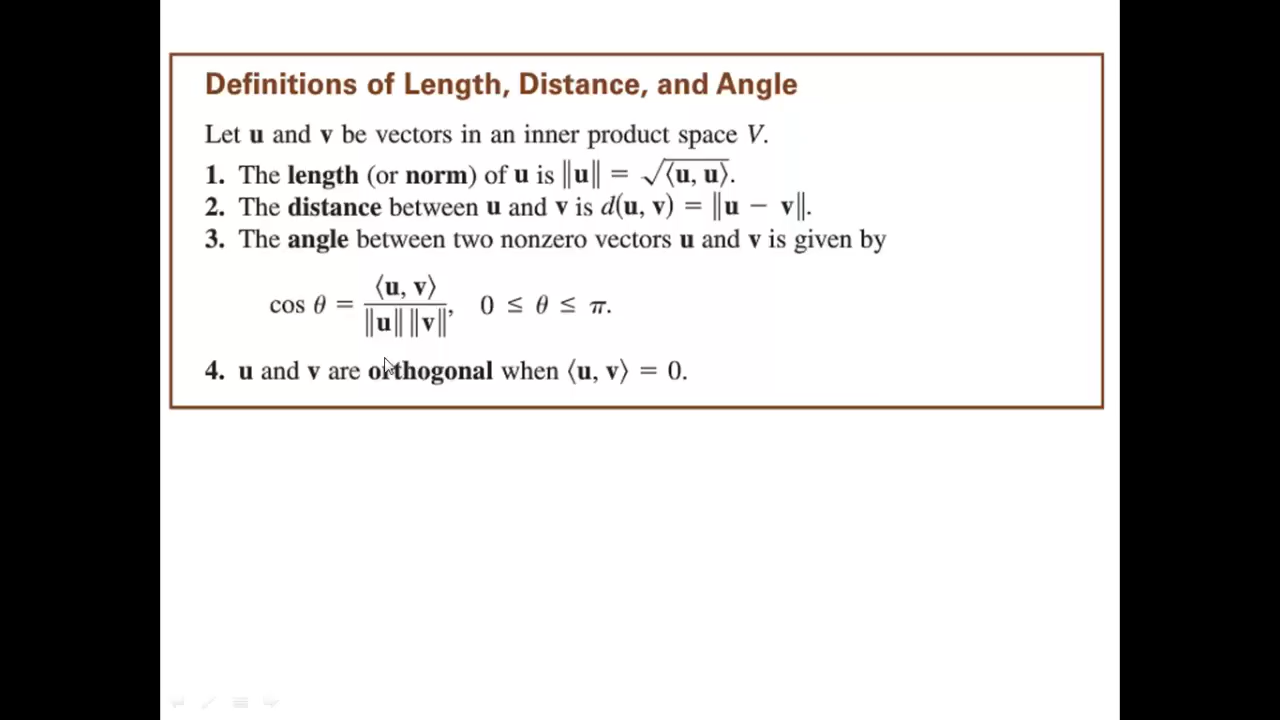 Definitions of Length, Distance, and Angle
Let u and v be vectors in an inner product space V.
1. The length (or norm) of u is ‖u‖ = √⟨u, u⟩.
2. The distance between u and v is d(u, v) = ‖u − v‖.
3. The angle between two nonzero vectors u and v is given by
cos θ = ⟨u, v⟩ / ‖u‖ ‖v‖, 0 ≤ θ ≤ π.
4. u and v are orthogonal when ⟨u, v⟩ = 0.